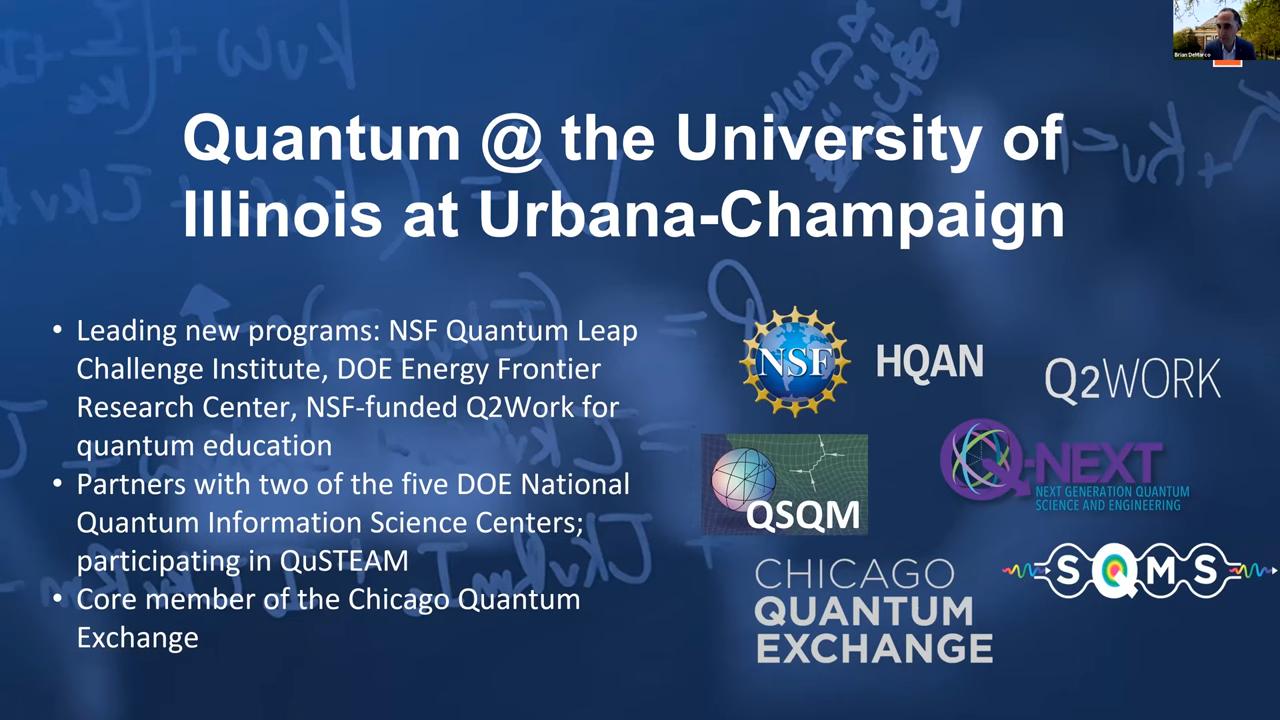 Brian DeMarco
Quantum @ the University of
Illinois at Urbana-Champaign
• Leading new programs: NSF Quantum Leap
Challenge Institute, DOE Energy Frontier
Research Center, NSF-funded Q2Work for
quantum education
• Partners with two of the five DOE National
Quantum Information Science Centers;
participating in QuSTEAM
• Core member of the Chicago Quantum
Exchange
NSF
HQAN
Q2WORK
QSQM
Q-NEXT
NEXT GENERATION QUANTUM
SCIENCE AND ENGINEERING
CHICAGO
QUANTUM
EXCHANGE
SQMS